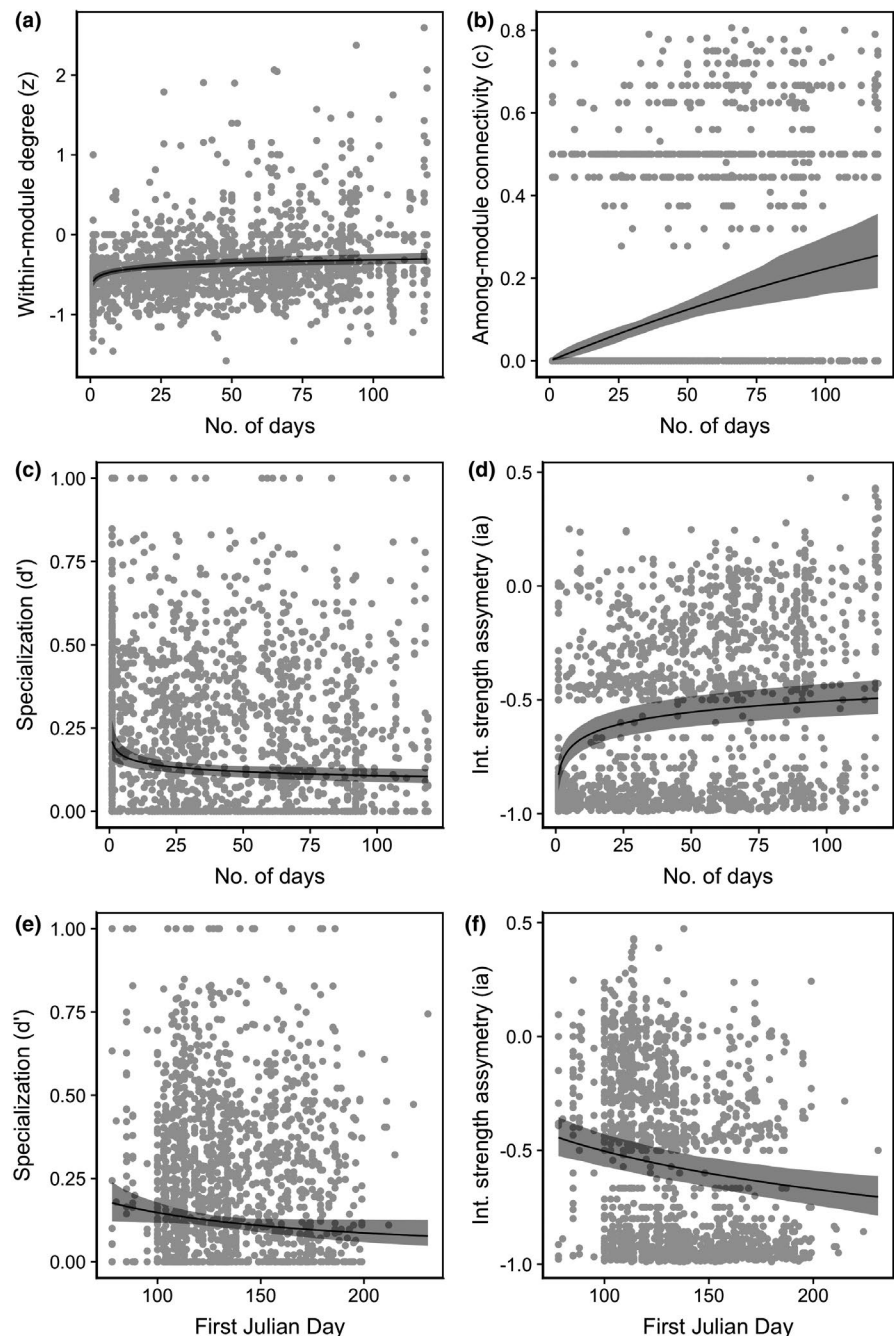 (a)
Within-module degree (z)
2
1
0
-1
0 25 50 75 100
No. of days
(b)
Among-module connectivity (c)
0.8
0.6
0.4
0.2
0.0
0 25 50 75 100
No. of days
(c)
Specialization (d')
1.00
0.75
0.50
0.25
0.00
0 25 50 75 100
No. of days
(d)
Int. strength assymetry (ia)
0.5
0.0
-0.5
-1.0
0 25 50 75 100
No. of days
(e)
Specialization (d')
1.00
0.75
0.50
0.25
0.00
100 150 200
First Julian Day
(f)
Int. strength assymetry (ia)
0.5
0.0
-0.5
-1.0
100 150 200
First Julian Day